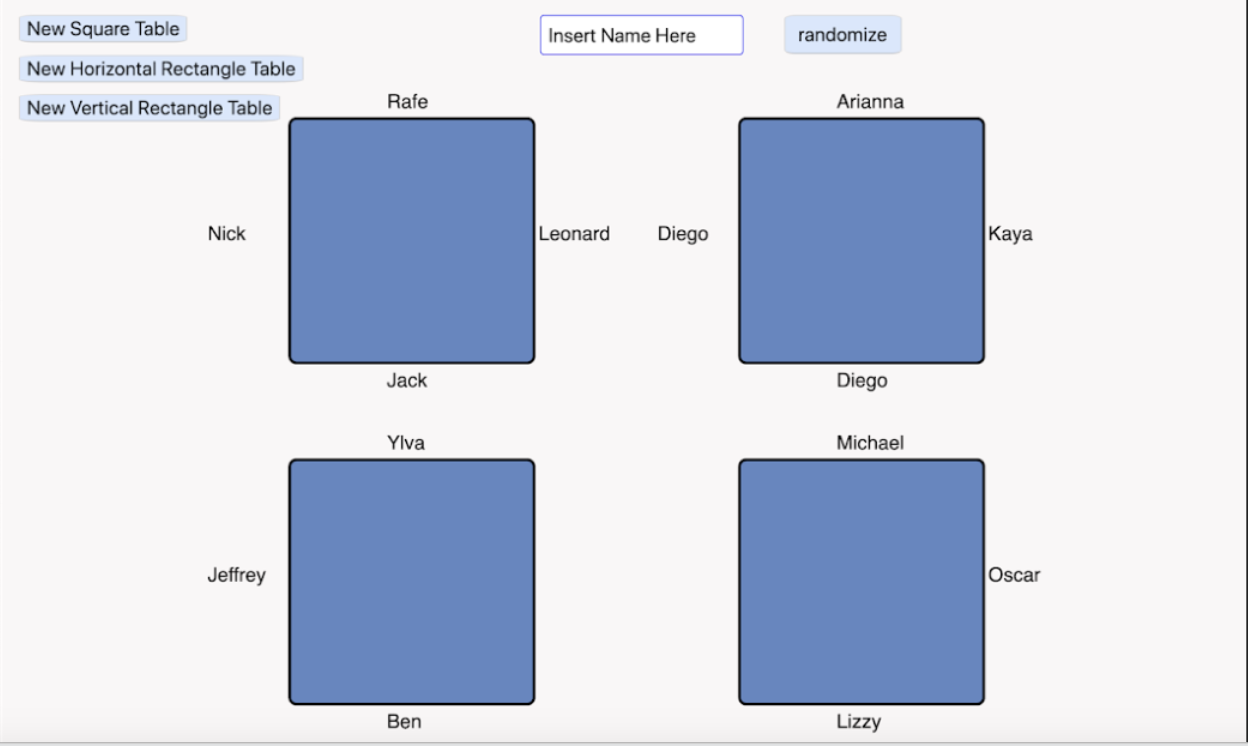 New Square Table
Insert Name Here
randomize
New Horizontal Rectangle Table
New Vertical Rectangle Table
Rafe
Arianna
Nick
Leonard
Diego
Kaya
Jack
Diego
Ylva
Michael
Jeffrey
Oscar
Ben
Lizzy